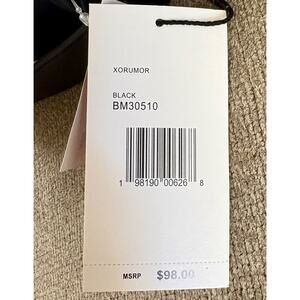 XORUMOR
BLACK
BM30510
1 98190 00626 8
MSRP $98.00